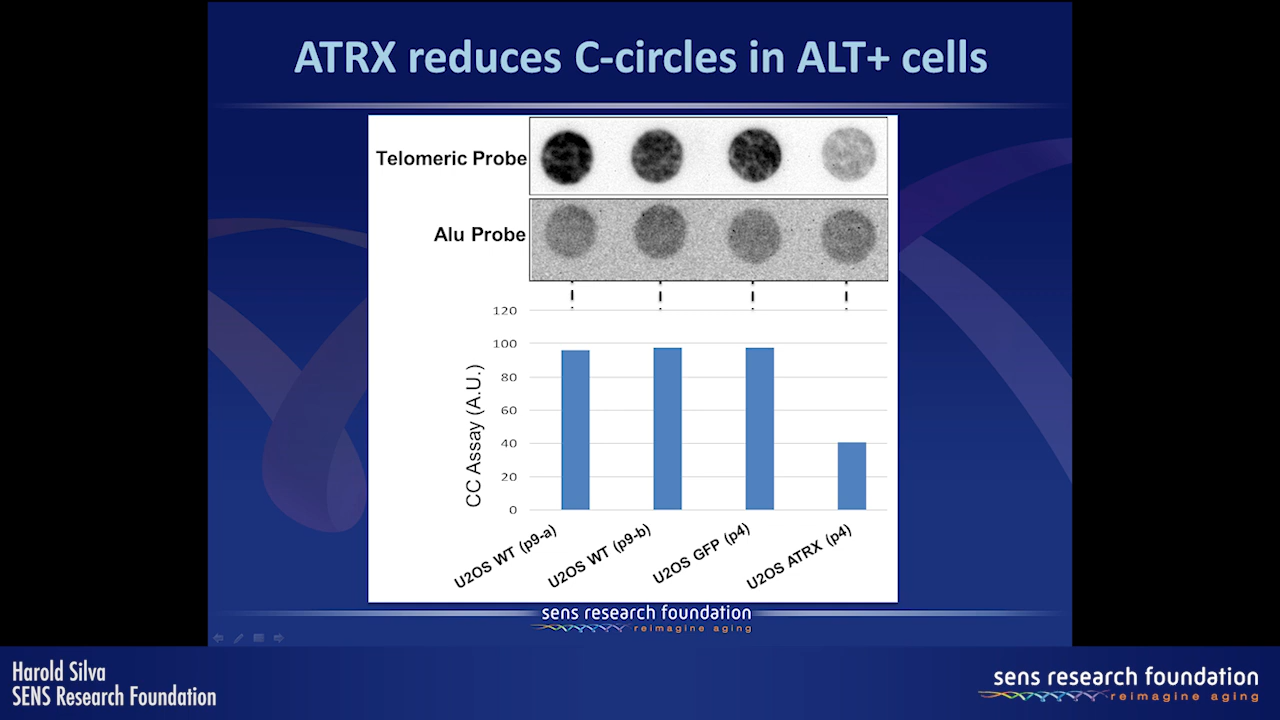 ATRX reduces C-circles in ALT+ cells
Telomeric Probe
Alu Probe
120
100
80
60
40
20
0
CC Assay (A.U.)
U2OS WT (p9-a)
U2OS WT (p9-b)
U2OS GFP (p4)
U2OS ATRX (p4)
sens research foundation
reimagine aging
Harold Silva
SENS Research Foundation
sens research foundation
reimagine aging